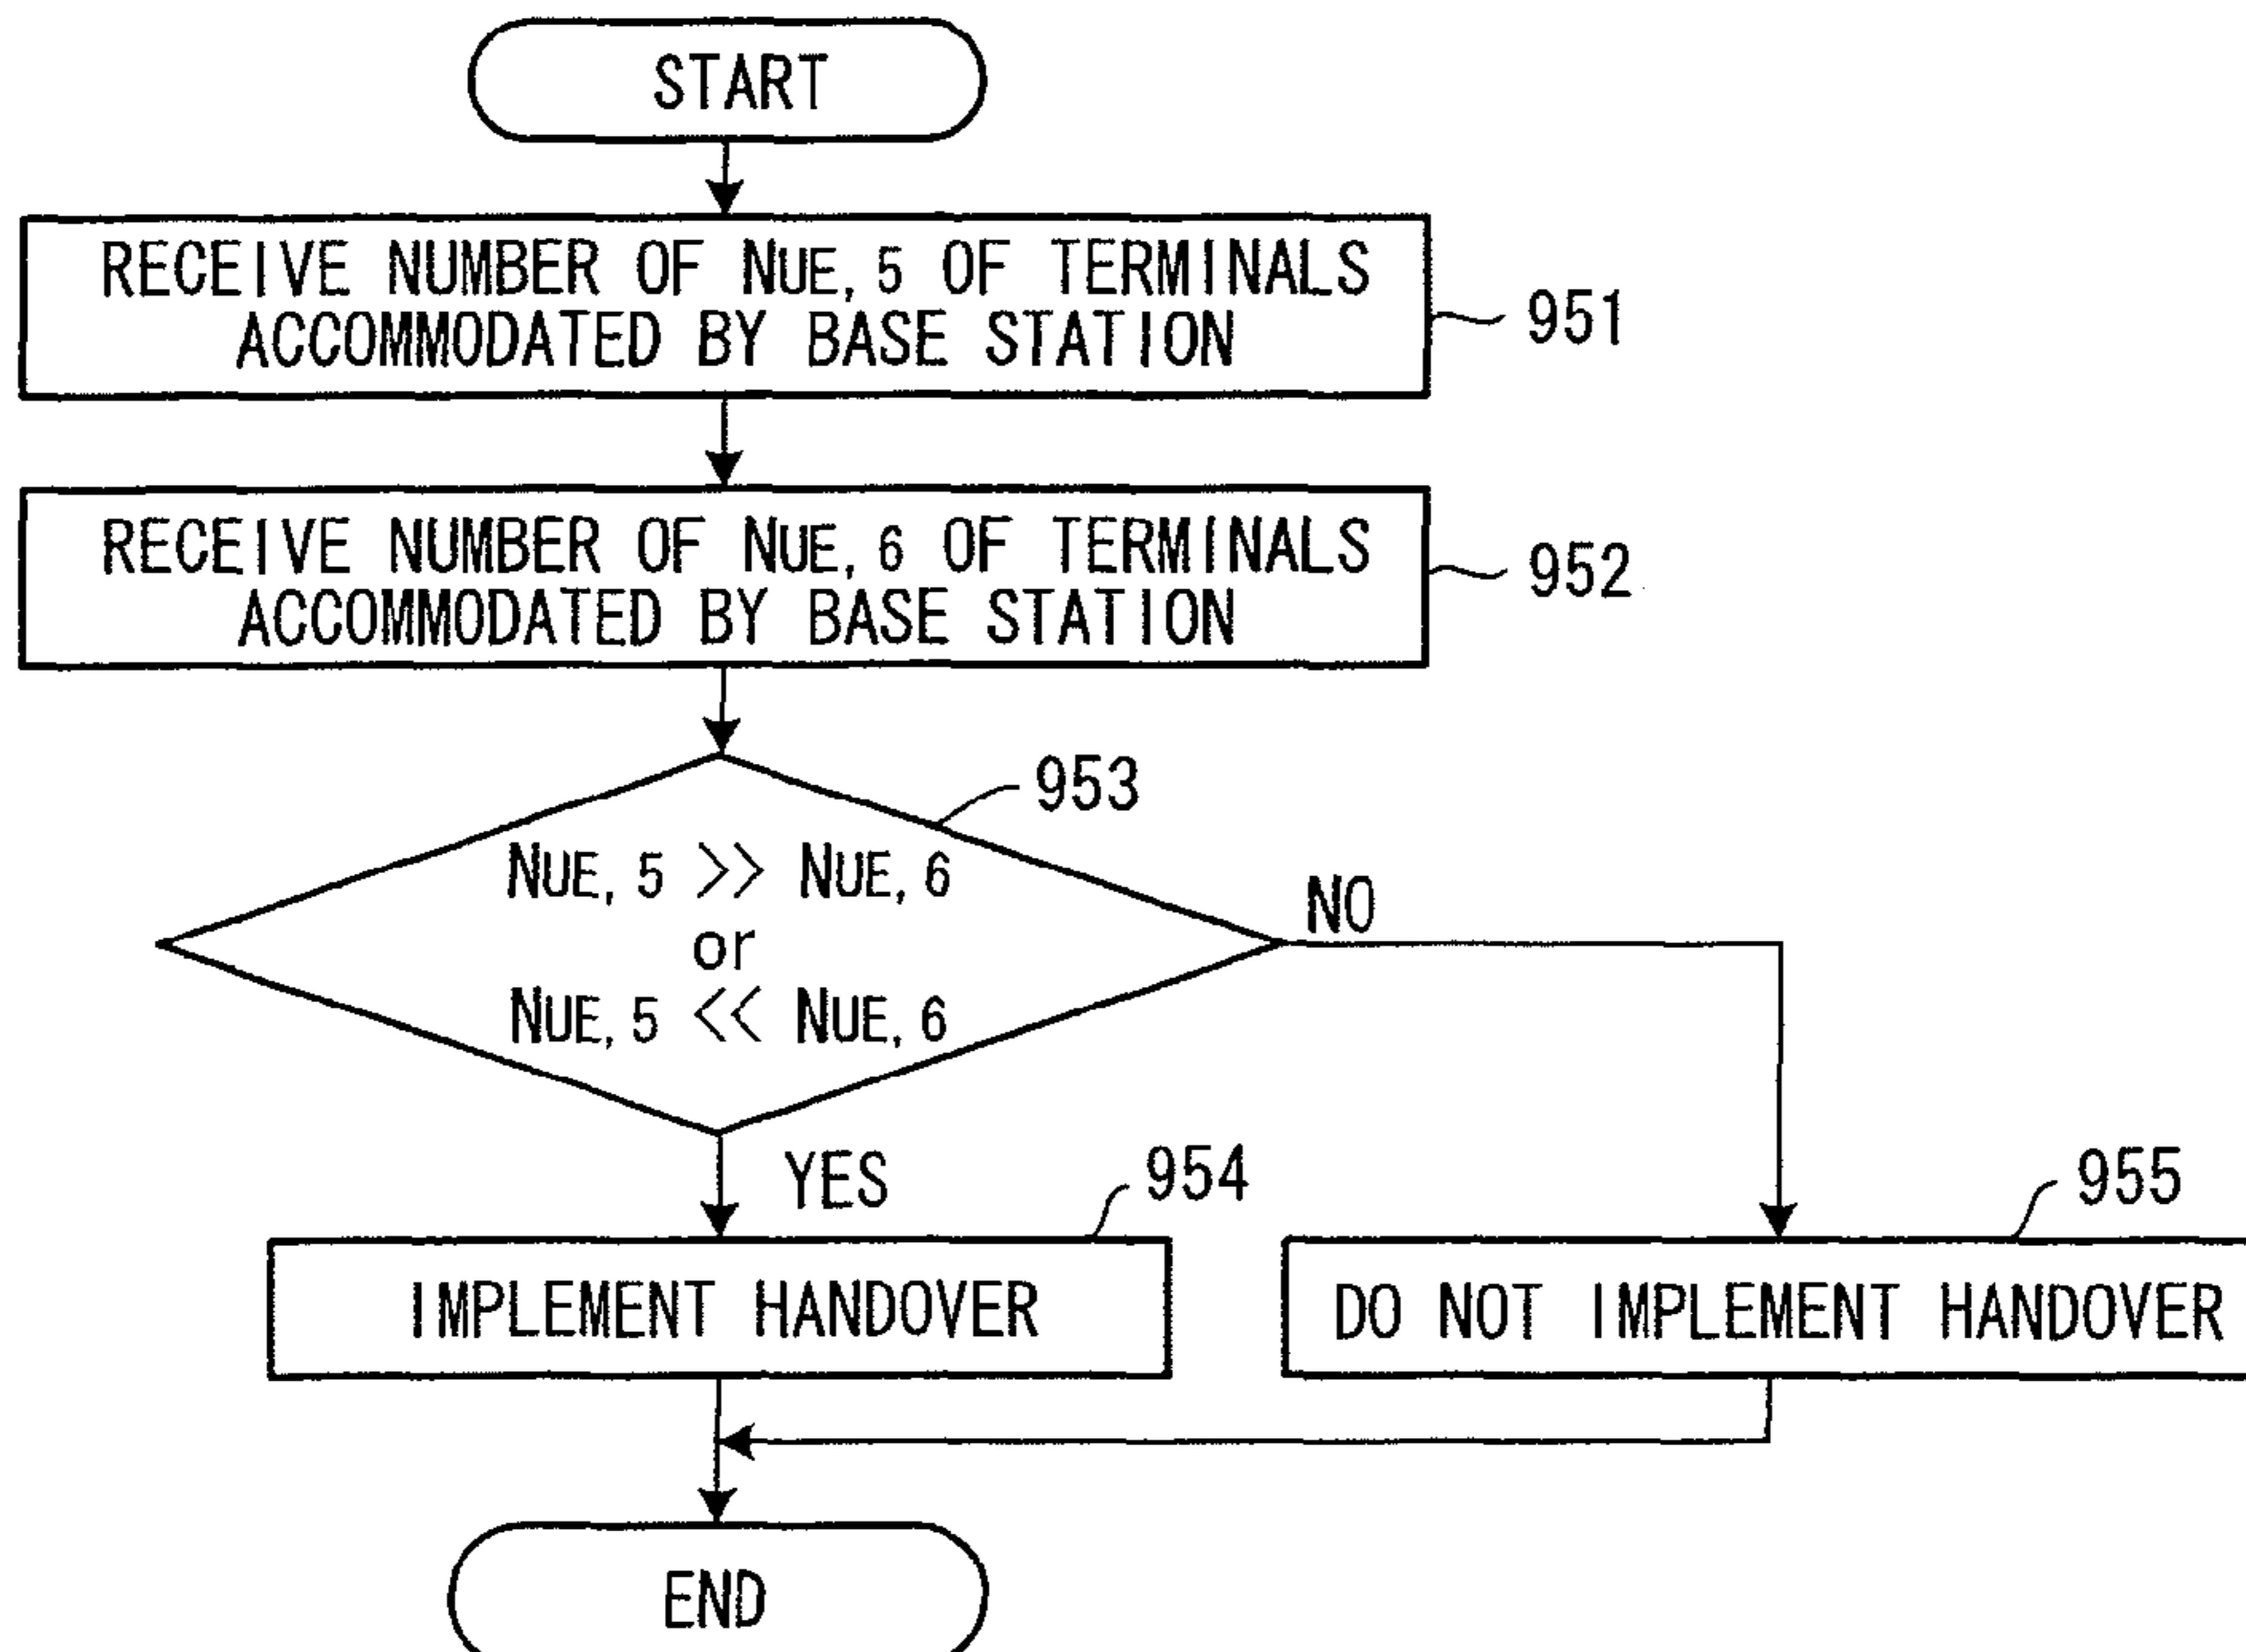 START
RECEIVE NUMBER OF NUE, 5 OF TERMINALS
ACCOMMODATED BY BASE STATION
951
RECEIVE NUMBER OF NUE, 6 OF TERMINALS
ACCOMMODATED BY BASE STATION
952
953
NUE, 5 >> NUE, 6
or
NUE, 5 << NUE, 6
NO
YES
954
955
IMPLEMENT HANDOVER
DO NOT IMPLEMENT HANDOVER
END